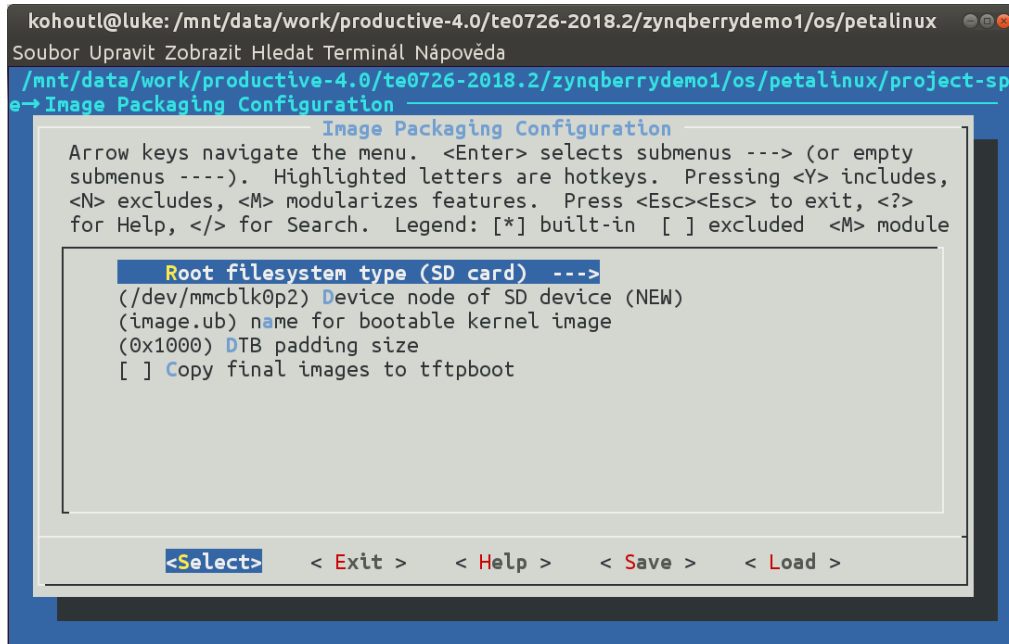 kohoutl@luke: /mnt/data/work/productive-4.0/te0726-2018.2/zynqberrydemo1/os/petalinux
Soubor Upravit Zobrazit Hledat Terminál Nápověda
/mnt/data/work/productive-4.0/te0726-2018.2/zynqberrydemo1/os/petalinux/project-sp
e→Image Packaging Configuration
Image Packaging Configuration
Arrow keys navigate the menu.  <Enter> selects submenus ---> (or empty
submenus ----).  Highlighted letters are hotkeys.  Pressing <Y> includes,
<N> excludes, <M> modularizes features.  Press <Esc><Esc> to exit, <?>
for Help, </> for Search.  Legend: [*] built-in  [ ] excluded  <M> module
Root filesystem type (SD card)  --->
(/dev/mmcblk0p2) Device node of SD device (NEW)
(image.ub) name for bootable kernel image
(0x1000) DTB padding size
[ ] Copy final images to tftpboot
<Select>    < Exit >    < Help >    < Save >    < Load >